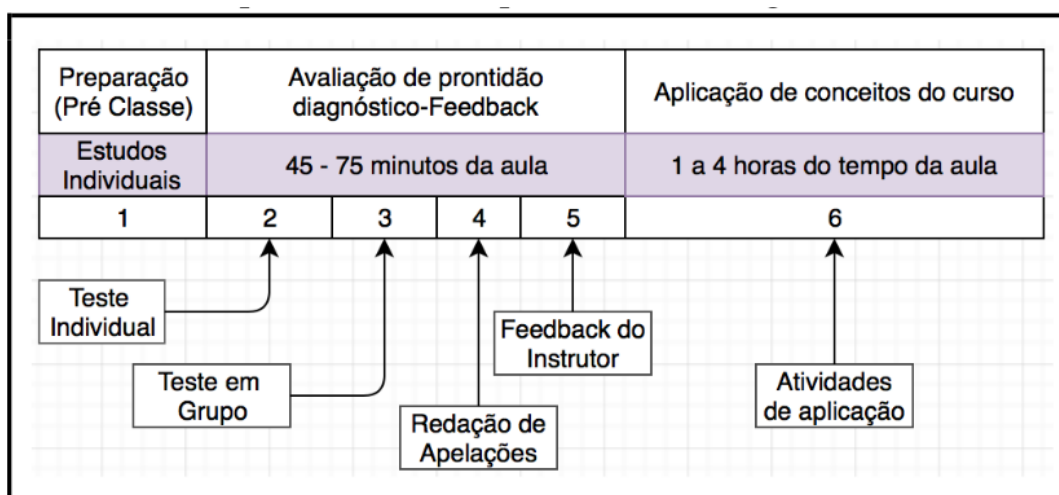 Preparação
(Pré Classe)
Avaliação de prontidão
diagnóstico-Feedback
Aplicação de conceitos do curso
Estudos
Individuais
45 - 75 minutos da aula
1 a 4 horas do tempo da aula
1
2
3
4
5
6
Teste
Individual
Teste em
Grupo
Redação de
Apelações
Feedback do
Instrutor
Atividades
de aplicação